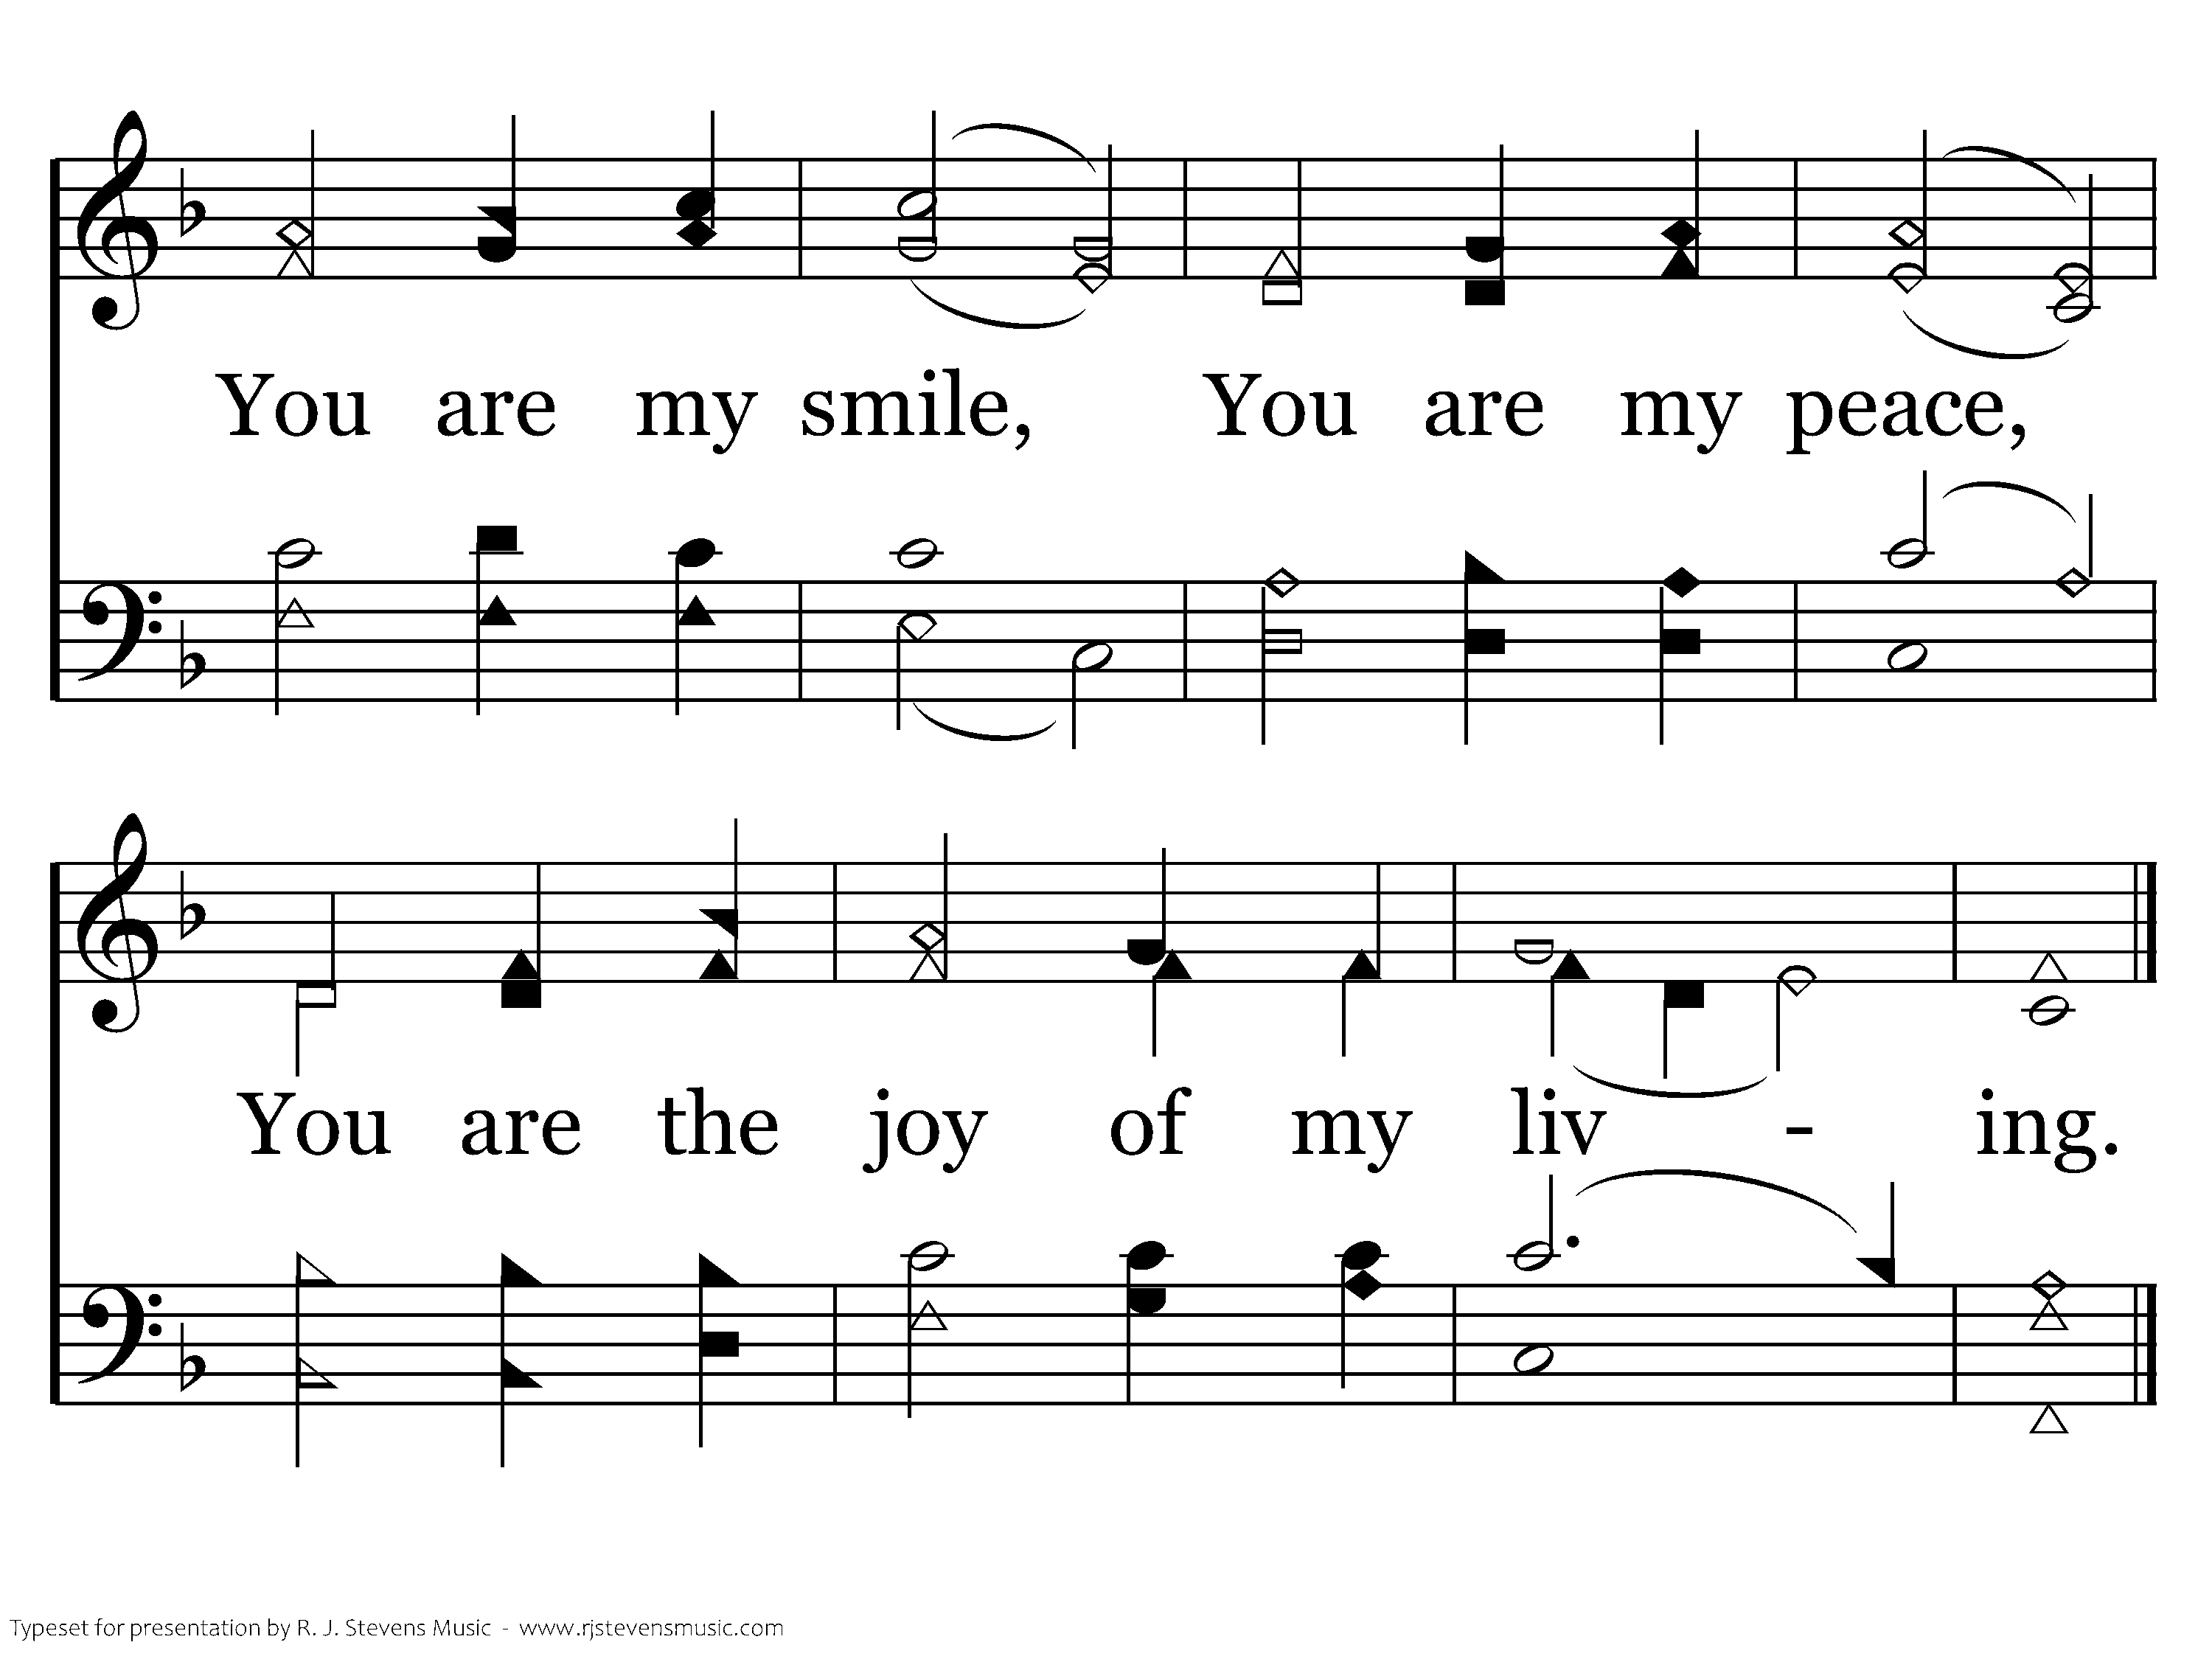 You are my smile, You are my peace,
You are the joy of my liv - ing.
Typeset for presentation by R. J. Stevens Music - www.rjstevensmusic.com